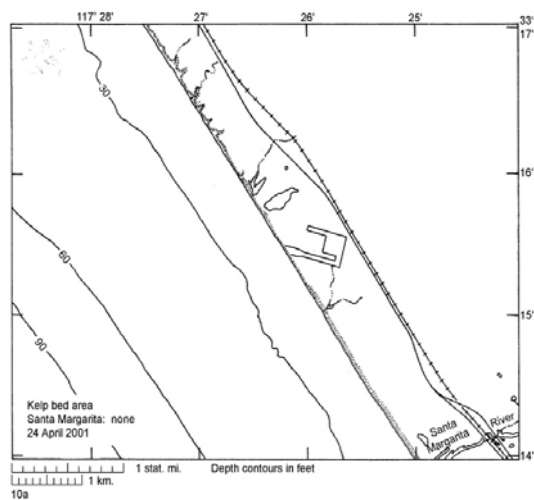 117° 28' 27' 26' 25' 33°
17'
30
16'
60
15'
90
Kelp bed area
Santa Margarita: none
24 April 2001
Santa
Margarita
River
14'
1 stat. mi. Depth contours in feet
1 km.
10a